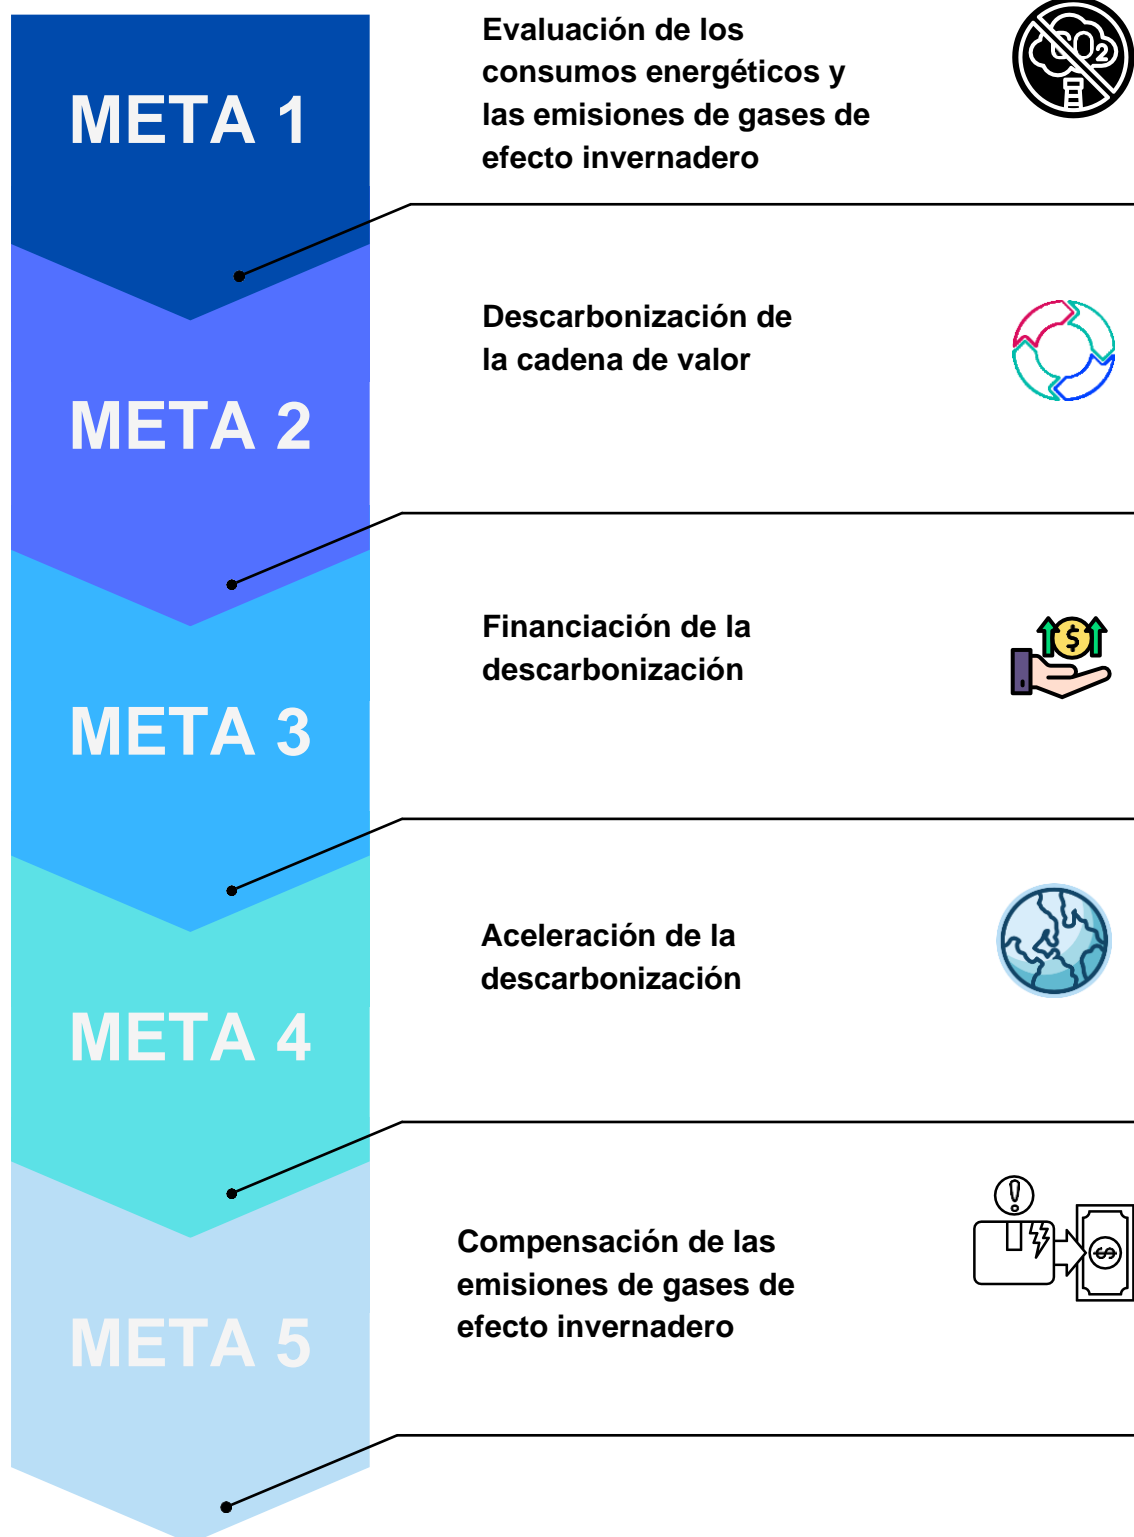 META 1
Evaluación de los
consumos energéticos y
las emisiones de gases de
efecto invernadero
CO2
META 2
Descarbonización de
la cadena de valor
META 3
Financiación de la
descarbonización
$
META 4
Aceleración de la
descarbonización
META 5
Compensación de las
emisiones de gases de
efecto invernadero
!
$